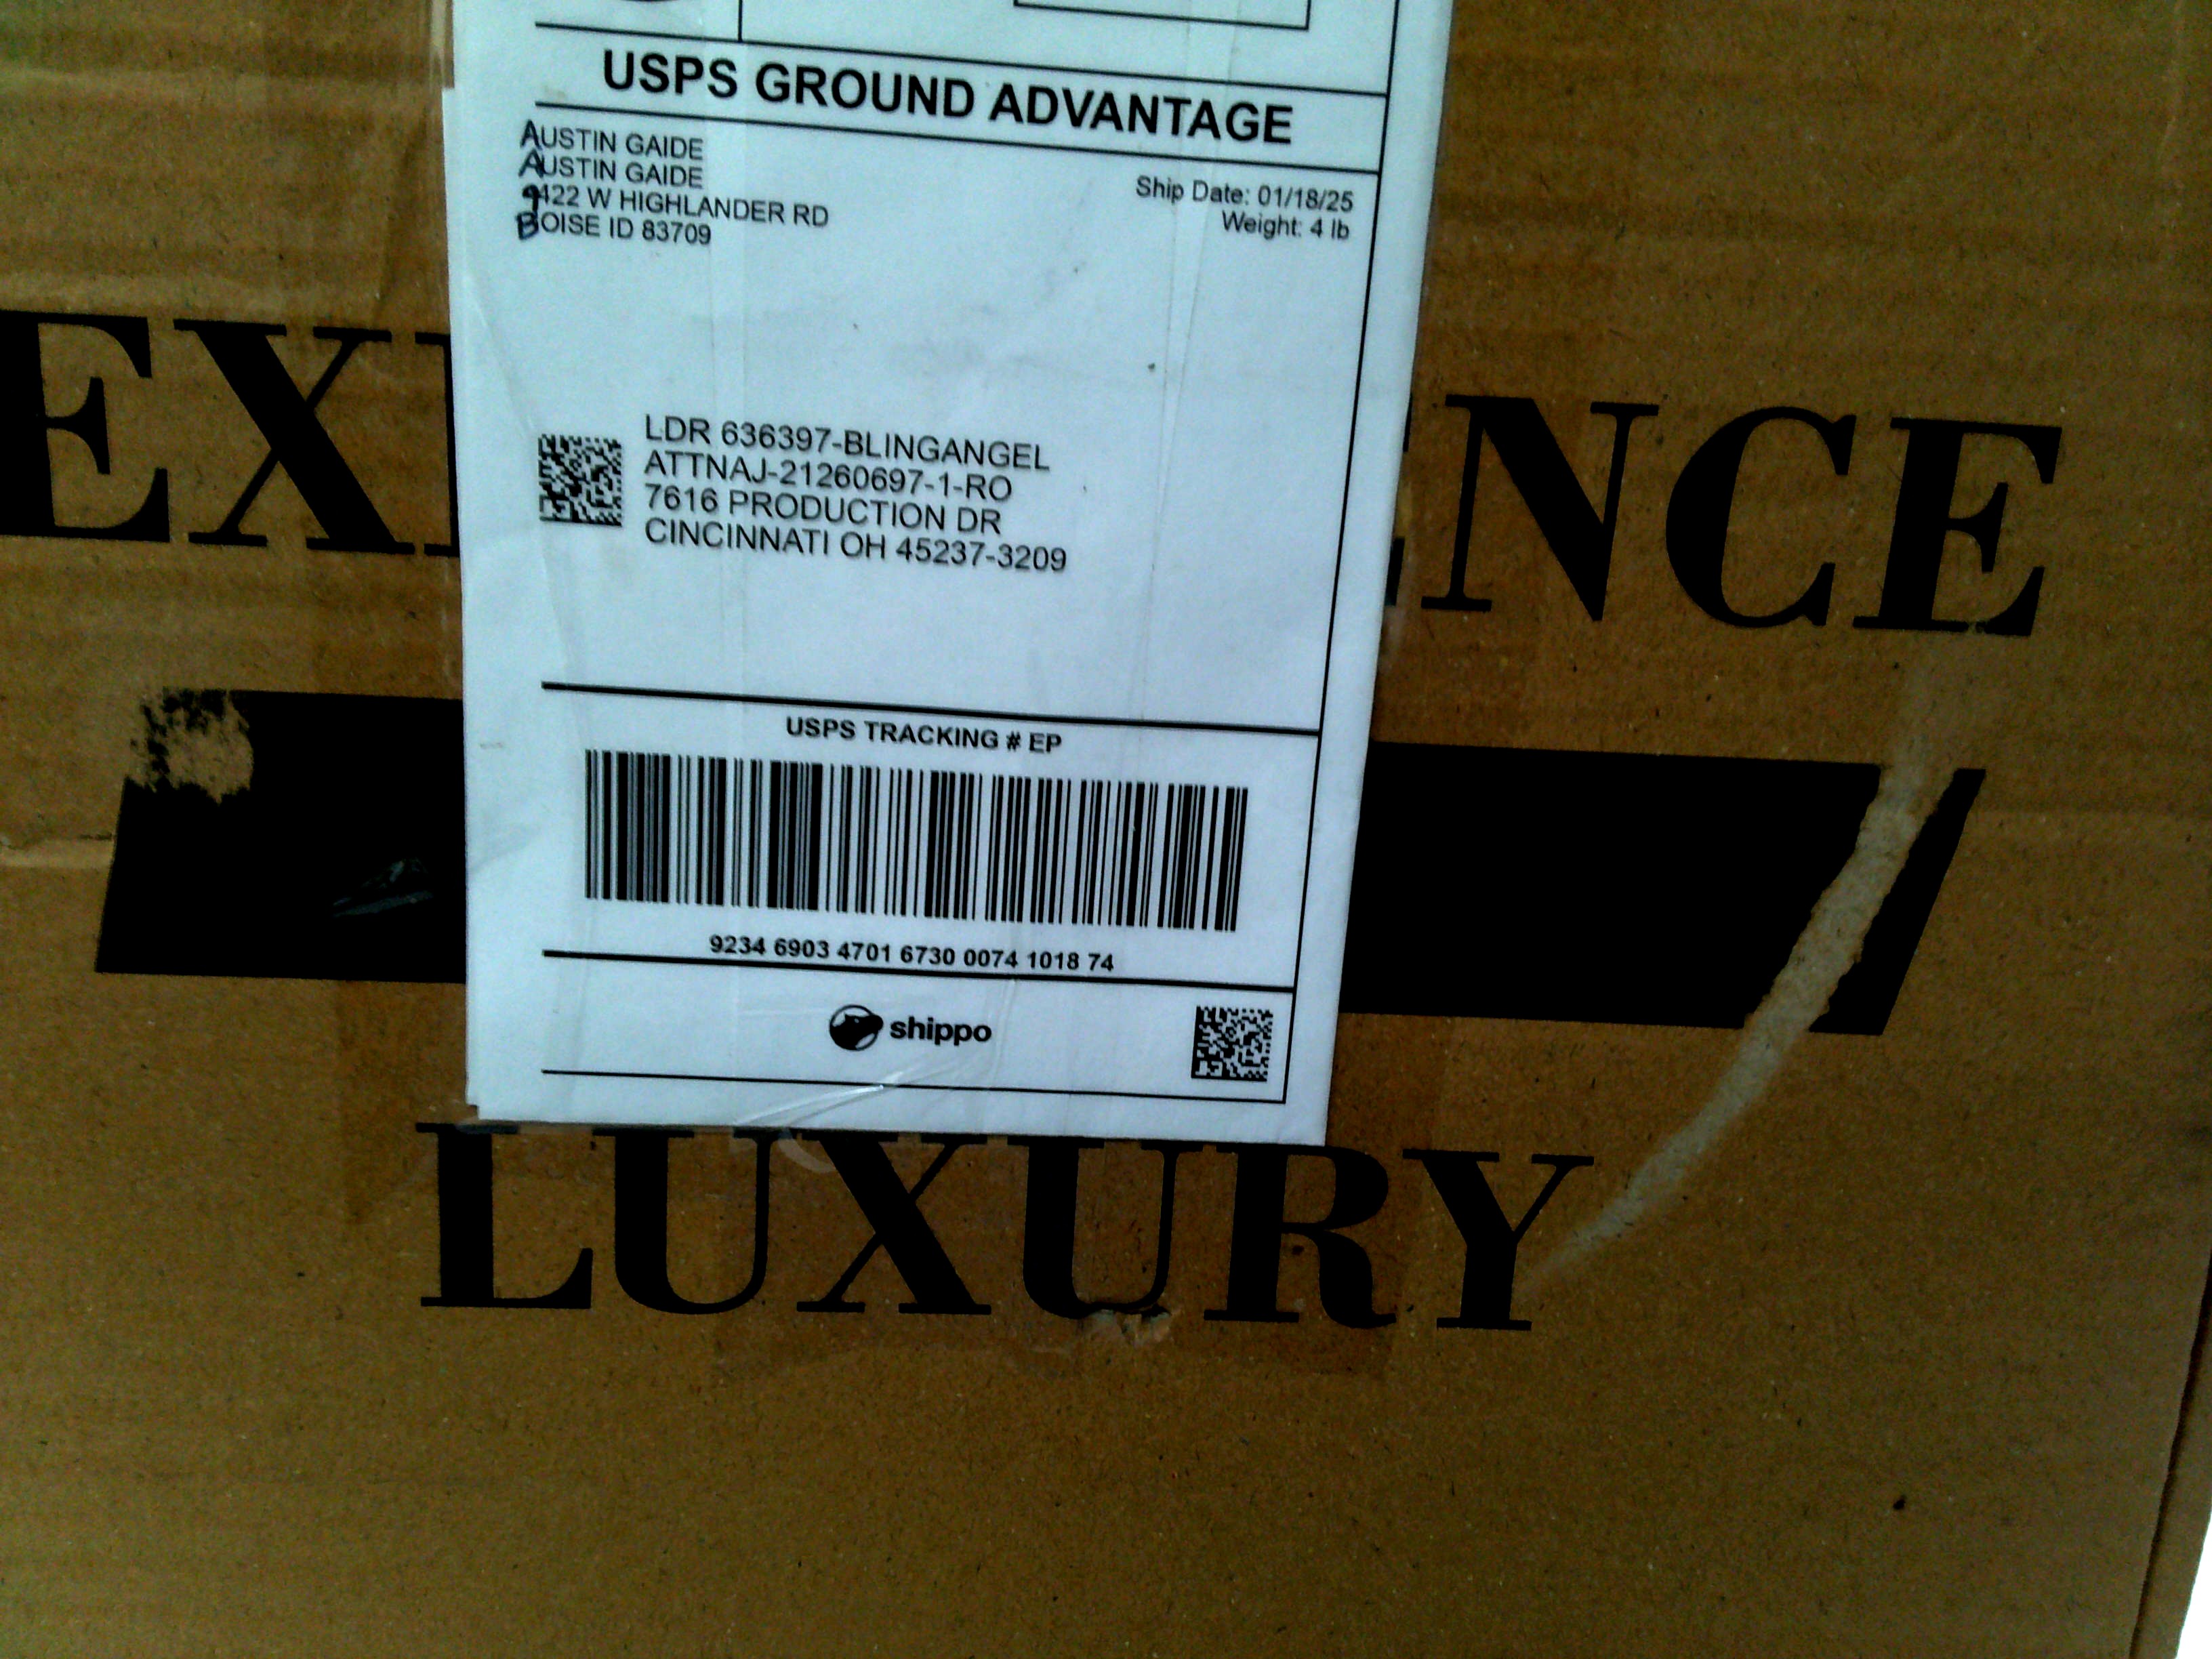 USPS GROUND ADVANTAGE
AUSTIN GAIDE
AUSTIN GAIDE
9422 W HIGHLANDER RD
BOISE ID 83709
Ship Date: 01/18/25
Weight: 4 lb
LDR 636397-BLINGANGEL
ATTNAJ-21260697-1-RO
7616 PRODUCTION DR
CINCINNATI OH 45237-3209
USPS TRACKING # EP
9234 6903 4701 6730 0074 1018 74
shippo
LUXURY